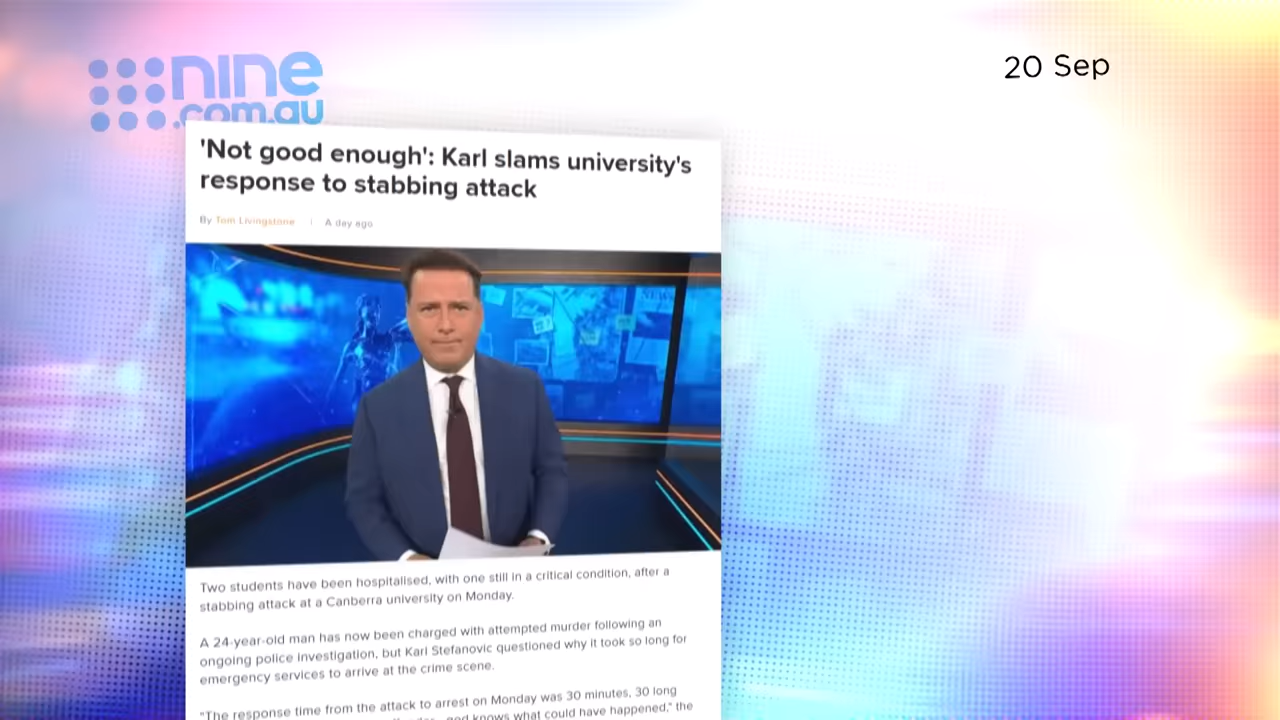 nine
.com.au
20 Sep
'Not good enough': Karl slams university's
response to stabbing attack
By Tom Livingstone | A day ago
Two students have been hospitalised, with one still in a critical condition, after a
stabbing attack at a Canberra university on Monday.
A 24-year-old man has now been charged with attempted murder following an
ongoing police investigation, but Karl Stefanovic questioned why it took so long for
emergency services to arrive at the crime scene.
"The response time from the attack to arrest on Monday was 30 minutes, 30 long
knows what could have happened," the